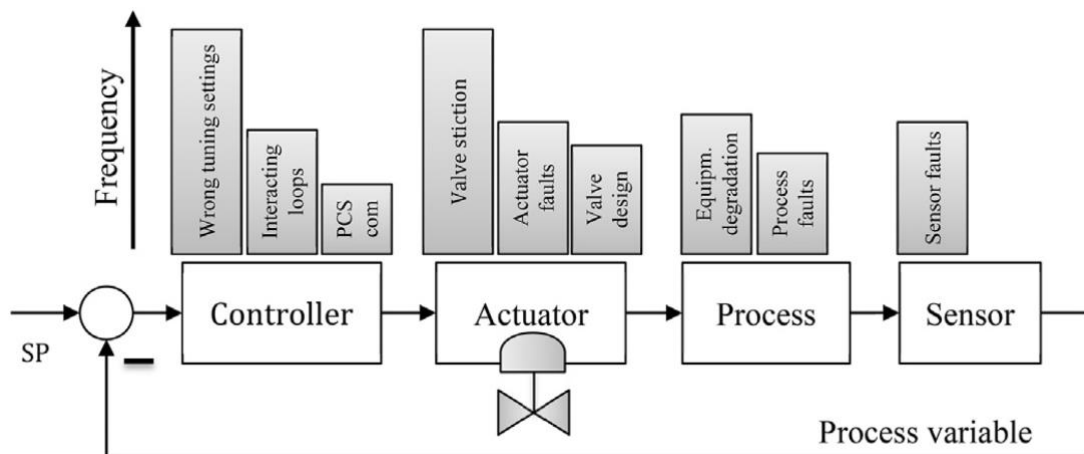 Frequency
Wrong tuning settings
Interacting
loops
PCS
com
Valve stiction
Actuator
faults
Valve
design
Equipm.
degradation
Process
faults
Sensor faults
SP
Controller
Actuator
Process
Sensor
Process variable